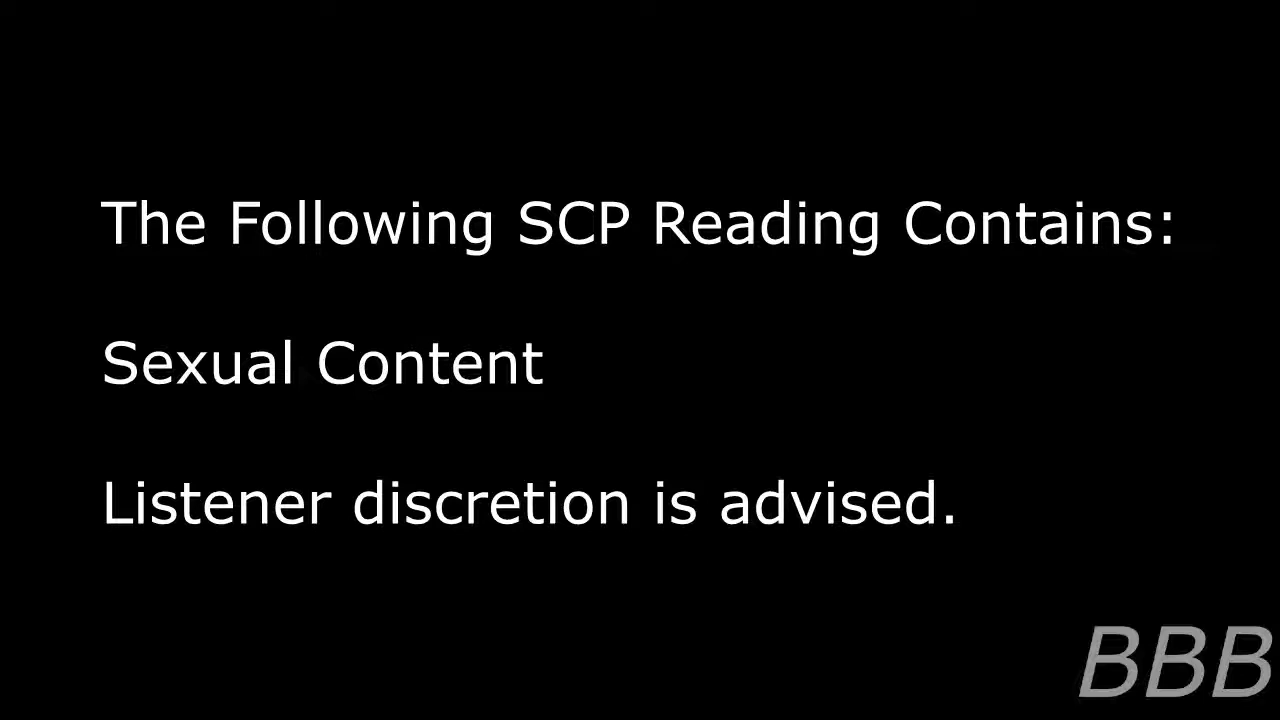 The Following SCP Reading Contains:
Sexual Content
Listener discretion is advised.
BBB